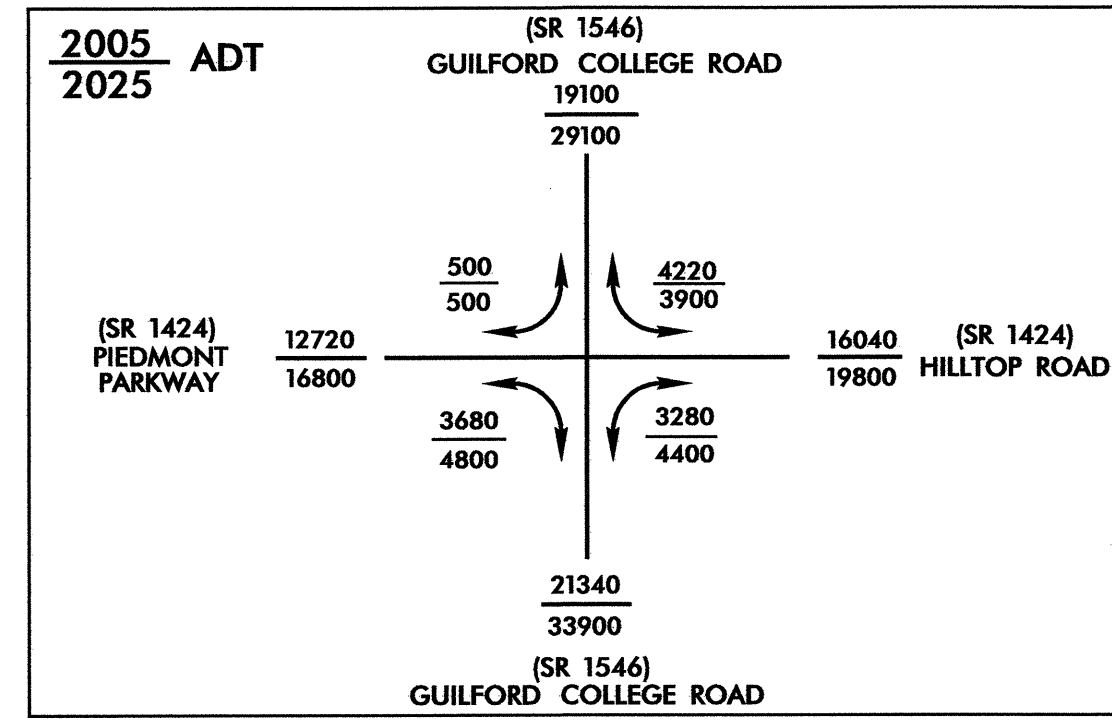 2005
2025
ADT
(SR 1546)
GUILFORD COLLEGE ROAD
19100
29100
500
500
4220
3900
(SR 1424)
PIEDMONT
PARKWAY
12720
16800
16040
19800
(SR 1424)
HILLTOP ROAD
3680
4800
3280
4400
21340
33900
(SR 1546)
GUILFORD COLLEGE ROAD